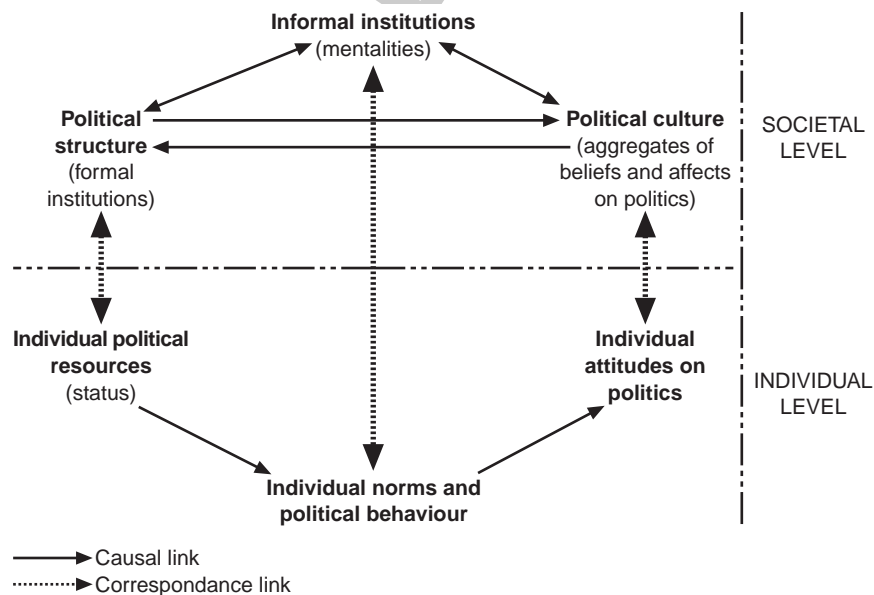 Informal institutions
(mentalities)
Political
structure
(formal
institutions)
Political culture
(aggregates of
beliefs and affects
on politics)
SOCIETAL
LEVEL
Individual political
resources
(status)
Individual
attitudes on
politics
INDIVIDUAL
LEVEL
Individual norms and
political behaviour
Causal link
Correspondance link